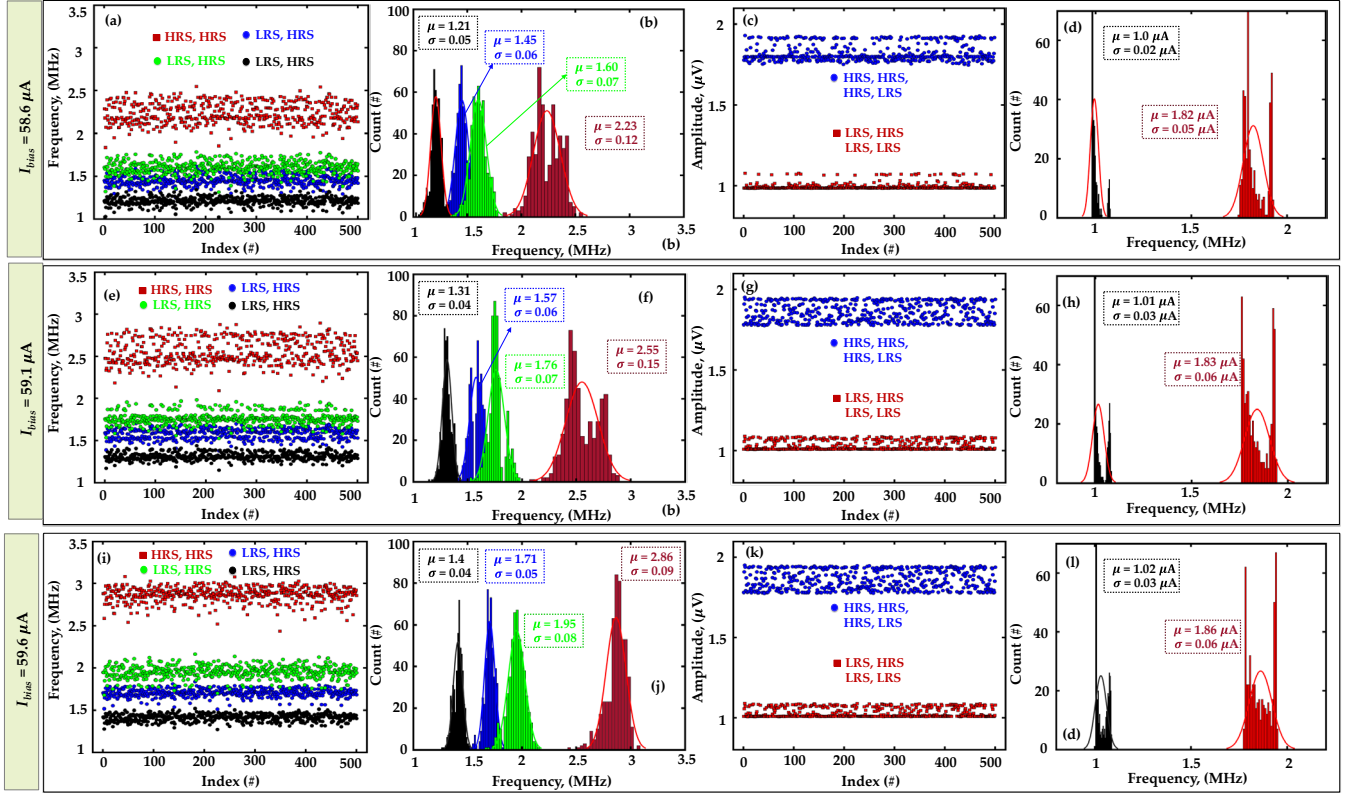 I_bias = 58.6 µA
(a)
HRS, HRS
LRS, HRS
LRS, HRS
LRS, HRS
Frequency, (MHz)
3.5
3
2.5
2
1.5
1
0 100 200 300 400 500
Index (#)
(b)
µ = 1.21
σ = 0.05
µ = 1.45
σ = 0.06
µ = 1.60
σ = 0.07
µ = 2.23
σ = 0.12
Count (#)
100
80
60
40
20
0
1 1.5 2 2.5 3 3.5
Frequency, (MHz)
(b)
(c)
HRS, HRS,
HRS, LRS
LRS, HRS
LRS, LRS
Amplitude, (µV)
2
1.5
1
0 100 200 300 400 500
Index (#)
(d)
µ = 1.0 µA
σ = 0.02 µA
µ = 1.82 µA
σ = 0.05 µA
Count (#)
60
40
20
0
1 1.5 2
Frequency, (MHz)
I_bias = 59.1 µA
(e)
HRS, HRS
LRS, HRS
LRS, HRS
LRS, HRS
Frequency, (MHz)
3.5
3
2.5
2
1.5
1
0 100 200 300 400 500
Index (#)
(f)
µ = 1.31
σ = 0.04
µ = 1.57
σ = 0.06
µ = 1.76
σ = 0.07
µ = 2.55
σ = 0.15
Count (#)
100
80
60
40
20
0
1 1.5 2 2.5 3 3.5
Frequency, (MHz)
(b)
(g)
HRS, HRS,
HRS, LRS
LRS, HRS
LRS, LRS
Amplitude, (µV)
2
1.5
1
0 100 200 300 400 500
Index (#)
(h)
µ = 1.01 µA
σ = 0.03 µA
µ = 1.83 µA
σ = 0.06 µA
Count (#)
60
40
20
0
1 1.5 2
Frequency, (MHz)
I_bias = 59.6 µA
(i)
HRS, HRS
LRS, HRS
LRS, HRS
LRS, HRS
Frequency, (MHz)
3.5
3
2.5
2
1.5
1
0 100 200 300 400 500
Index (#)
(j)
µ = 1.4
σ = 0.04
µ = 1.71
σ = 0.05
µ = 1.95
σ = 0.08
µ = 2.86
σ = 0.09
Count (#)
100
80
60
40
20
0
1 1.5 2 2.5 3 3.5
Frequency, (MHz)
(k)
HRS, HRS,
HRS, LRS
LRS, HRS
LRS, LRS
Amplitude, (µV)
2
1.5
1
0 100 200 300 400 500
Index (#)
(l)
µ = 1.02 µA
σ = 0.03 µA
µ = 1.86 µA
σ = 0.06 µA
Count (#)
60
40
20
0
1 1.5 2
Frequency, (MHz)
(d)